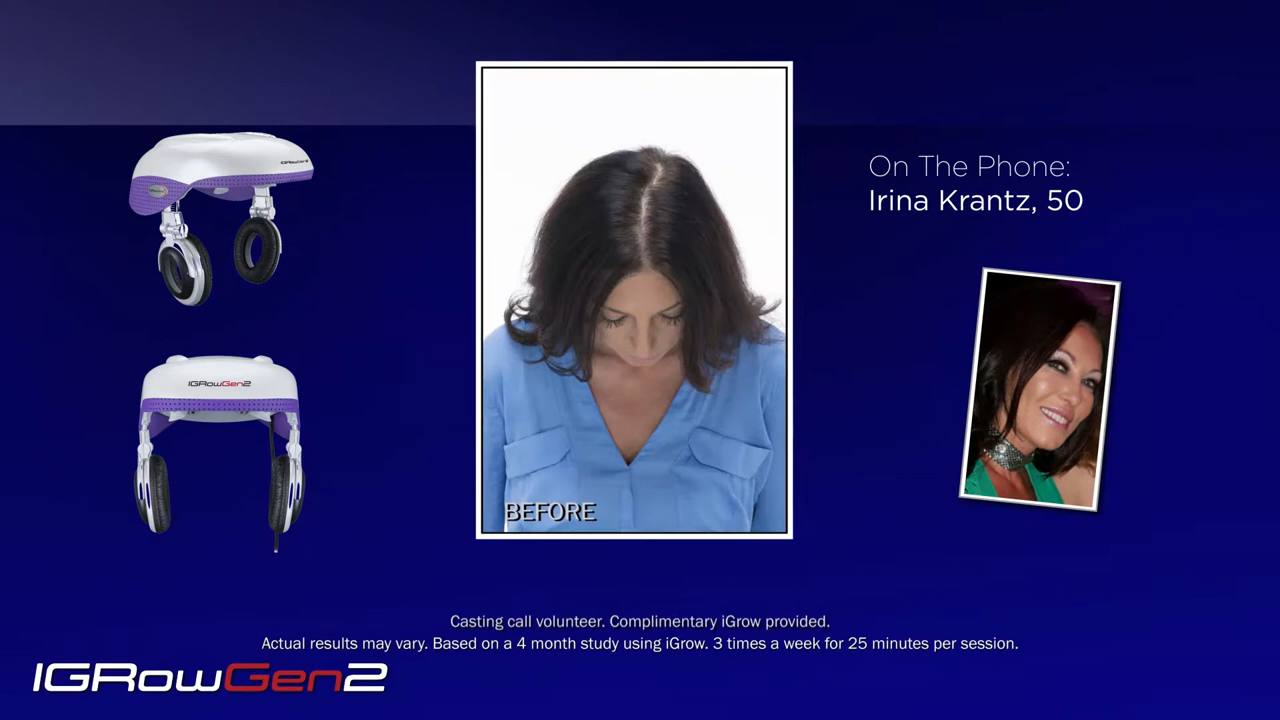 IGRowGen2
On The Phone:
Irina Krantz, 50
IGRowGen2
BEFORE
Casting call volunteer. Complimentary iGrow provided.
Actual results may vary. Based on a 4 month study using iGrow. 3 times a week for 25 minutes per session.
IGRowGen2